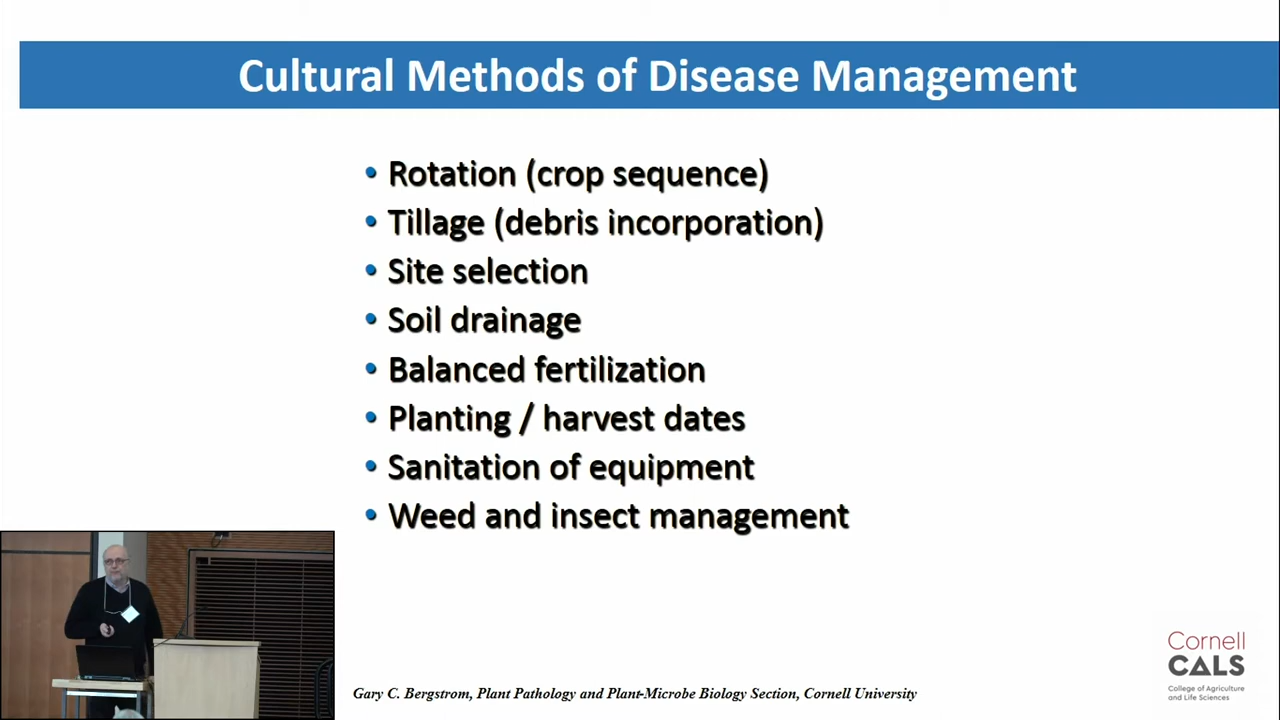 Cultural Methods of Disease Management
• Rotation (crop sequence)
• Tillage (debris incorporation)
• Site selection
• Soil drainage
• Balanced fertilization
• Planting / harvest dates
• Sanitation of equipment
• Weed and insect management
Cornell
CALS
College of Agriculture
and Life Sciences
Gary C. Bergstrom, Plant Pathology and Plant-Microbe Biology Section, Cornell University